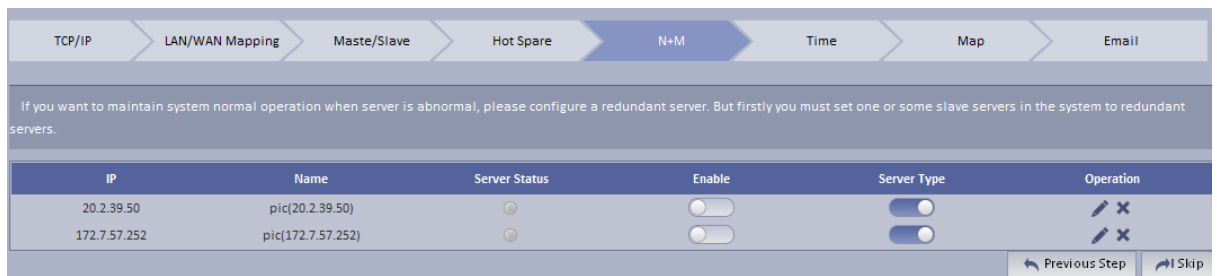 TCP/IP LAN/WAN Mapping Maste/Slave Hot Spare N+M Time Map Email
If you want to maintain system normal operation when server is abnormal, please configure a redundant server. But firstly you must set one or some slave servers in the system to redundant
servers.
IP Name Server Status Enable Server Type Operation
20.2.39.50 pic(20.2.39.50)
172.7.57.252 pic(172.7.57.252)
Previous Step Skip